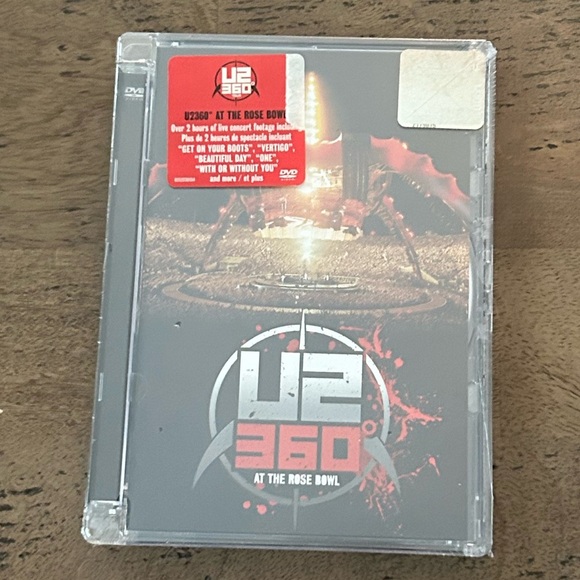 DVD
U2
360°
U2360° AT THE ROSE BOWL
Over 2 hours of live concert footage
Plus de 2 heures de spectacle incluant
"GET ON YOUR BOOTS", "VERTIGO",
"BEAUTIFUL DAY", "ONE",
"WITH OR WITHOUT YOU"
and more / et plus
DVD
U2
360°
AT THE ROSE BOWL